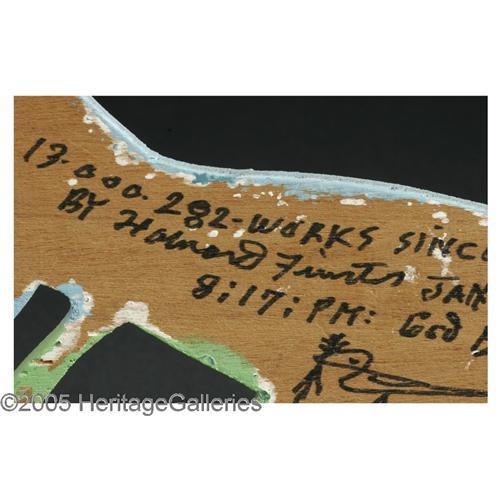 13.000.282-WORKS SINC
BY Howard Finster JAN
8;17; PM: God
©2005 HeritageGalleries